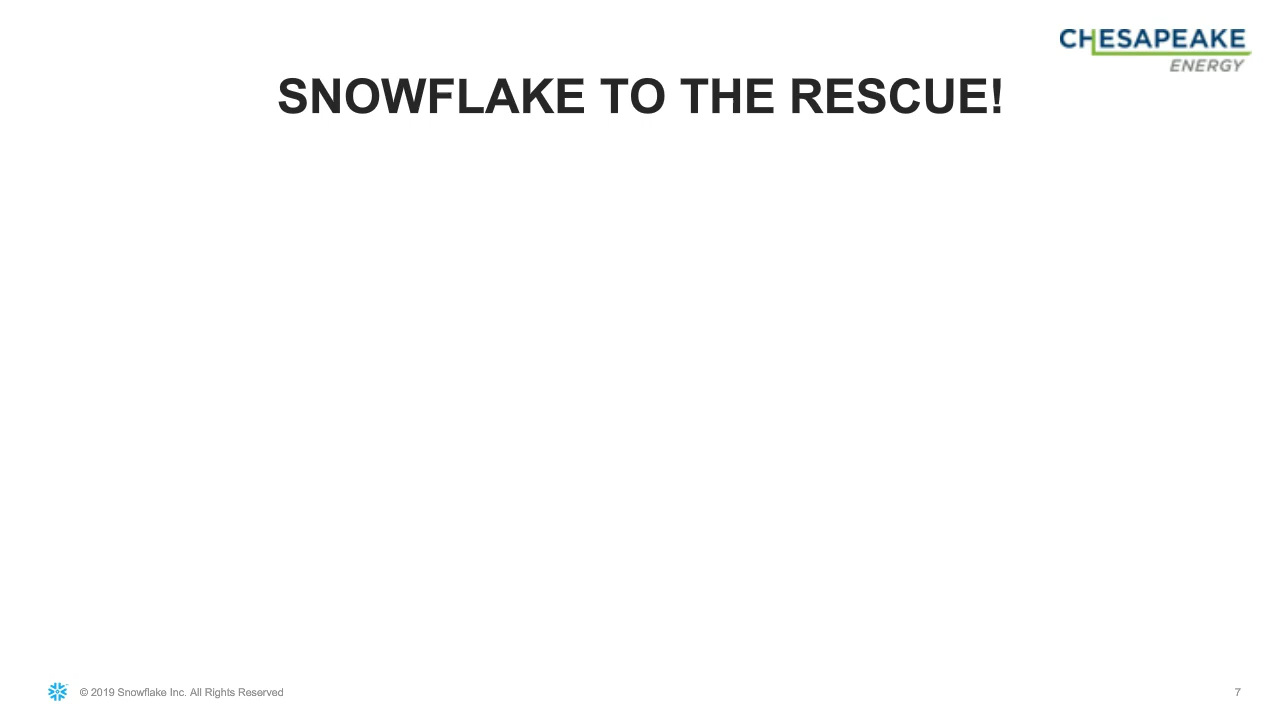 CHESAPEAKE
ENERGY
SNOWFLAKE TO THE RESCUE!
© 2019 Snowflake Inc. All Rights Reserved
7